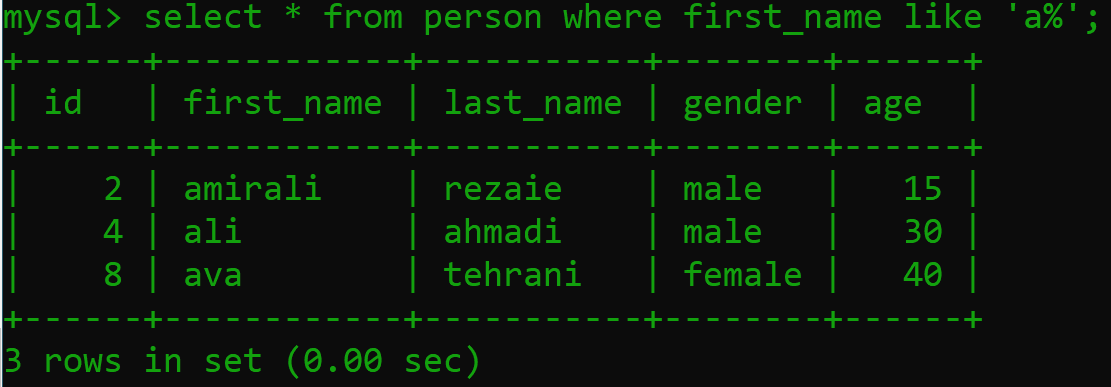 mysql> select * from person where first_name like 'a%';
+------+------------+-----------+--------+------+
| id   | first_name | last_name | gender | age  |
+------+------------+-----------+--------+------+
|    2 | amirali    | rezaie    | male   |   15 |
|    4 | ali        | ahmadi    | male   |   30 |
|    8 | ava        | tehrani   | female |   40 |
+------+------------+-----------+--------+------+
3 rows in set (0.00 sec)